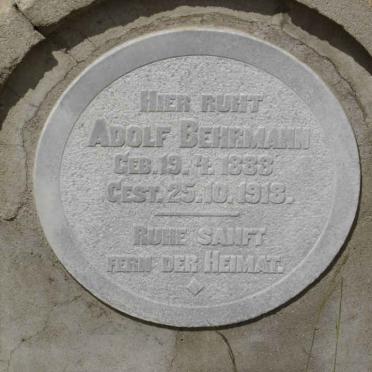 HIER RUHT
ADOLF BEHRMANN
GEB. 19. 4. 1888
GEST. 25. 10. 1918.
RUHE SANFT
FERN DER HEIMAT.